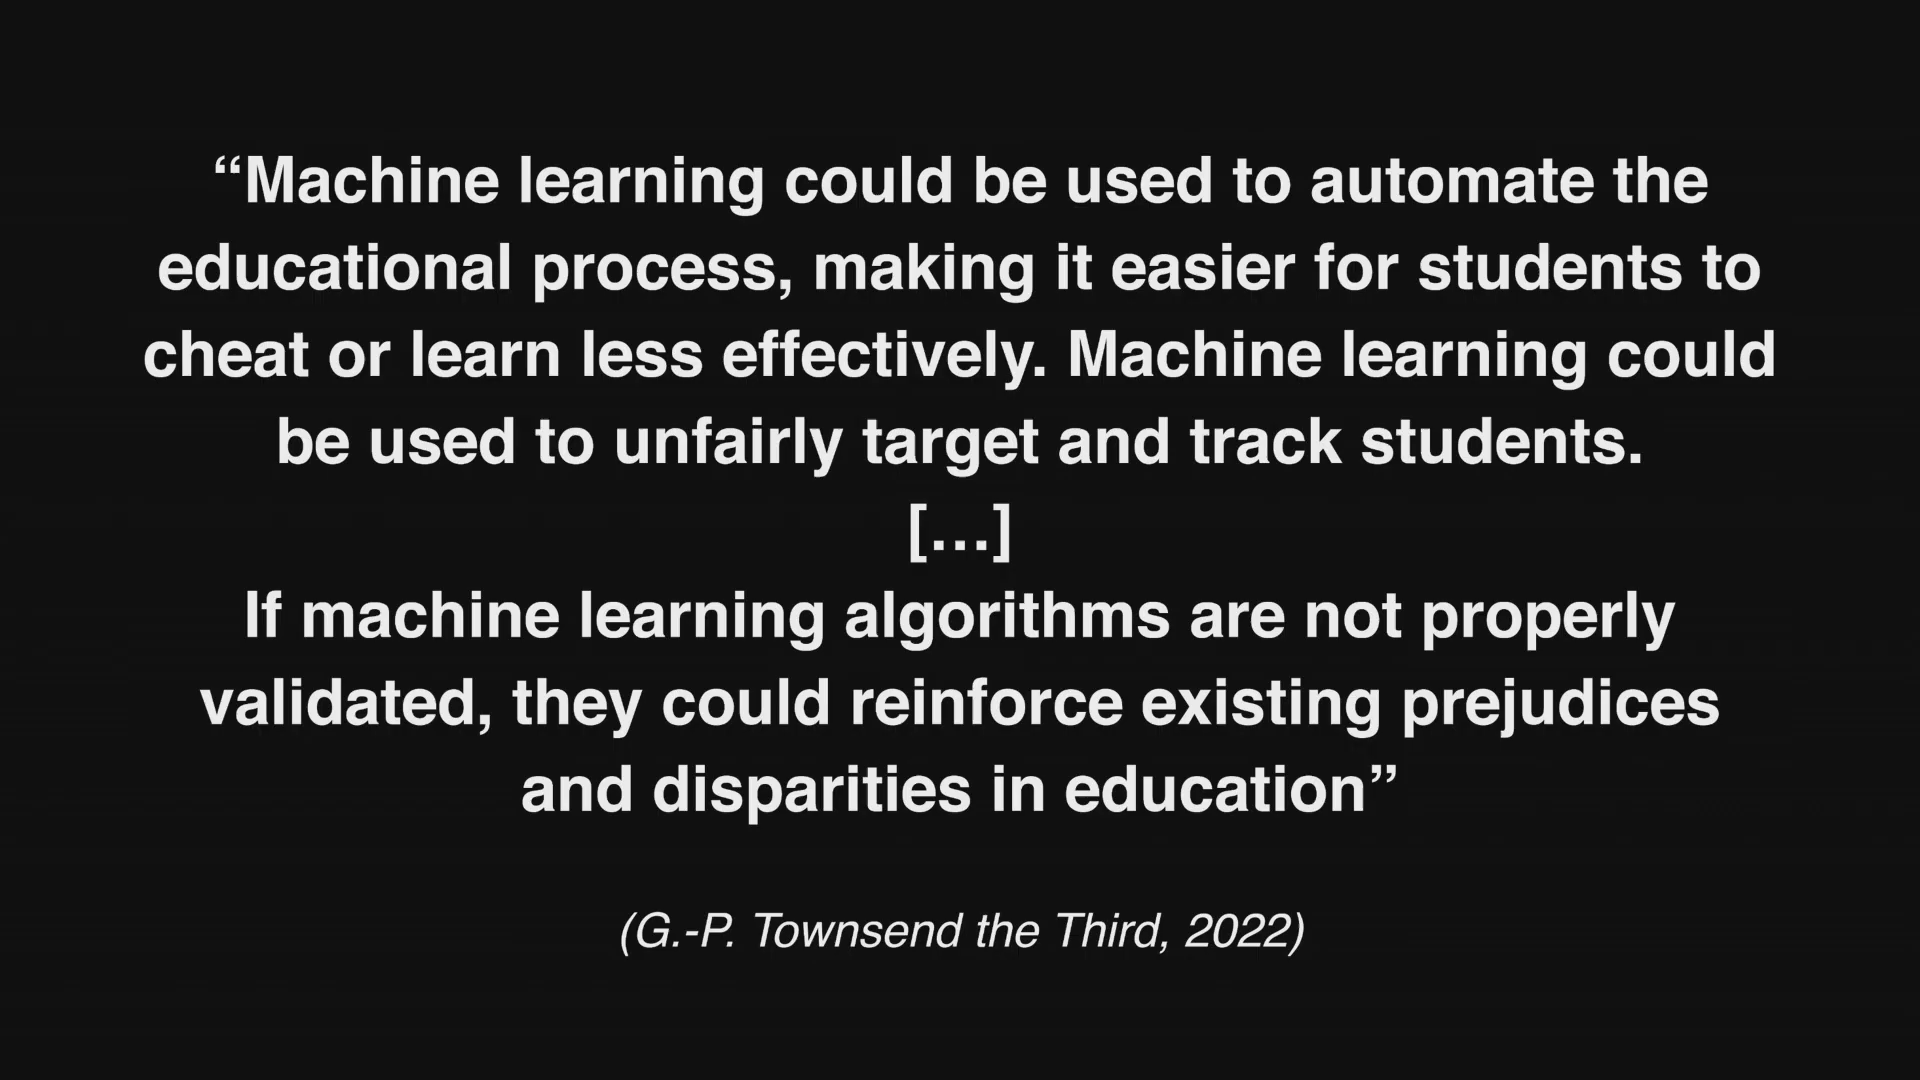 “Machine learning could be used to automate the
educational process, making it easier for students to
cheat or learn less effectively. Machine learning could
be used to unfairly target and track students.
[…]
If machine learning algorithms are not properly
validated, they could reinforce existing prejudices
and disparities in education”
(G.-P. Townsend the Third, 2022)